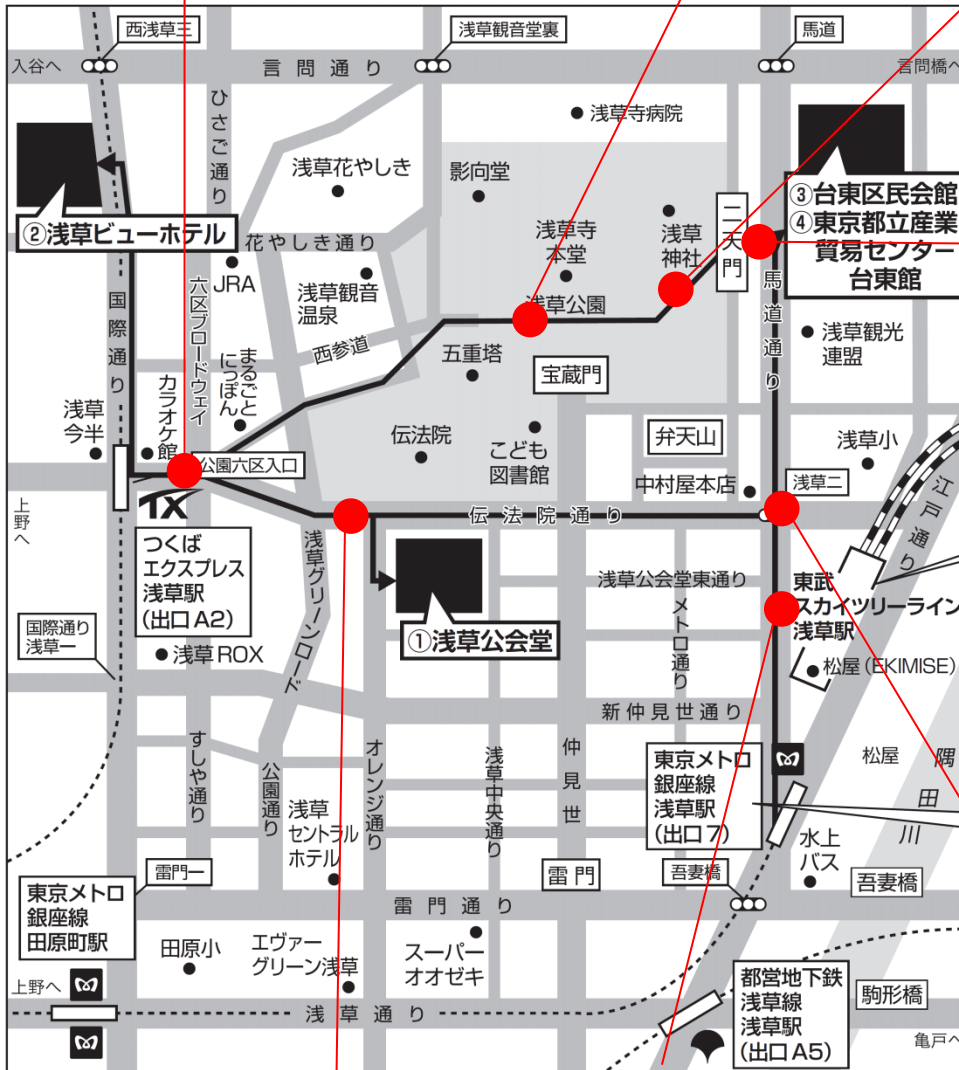 西浅草三
浅草観音堂裏
馬道
入谷へ
言問通り
言問橋へ
ひさご通り
浅草寺病院
浅草花やしき
影向堂
二天門
③台東区民会館
④東京都立産業
貿易センター
台東館
②浅草ビューホテル
花やしき通り
浅草寺
本堂
浅草
神社
JRA
浅草観音
温泉
浅草公園
馬道通り
国際通り
六区ブロードウェイ
西参道
五重塔
宝蔵門
浅草観光
連盟
まるごと
にっぽん
カラオケ
館
浅草
今半
伝法院
こども
図書館
弁天山
浅草小
公園六区入口
中村屋本店
浅草二
江戸通り
上野へ
TX
伝法院通り
つくば
エクスプレス
浅草駅
(出口A2)
浅草グリーンロード
浅草公会堂東通り
東武
スカイツリーライン
浅草駅
メトロ通り
①浅草公会堂
国際通り
浅草一
浅草ROX
松屋(EKIMISE)
新仲見世通り
すしや通り
公園通り
オレンジ通り
浅草中央通り
仲見世
東京メトロ
銀座線
浅草駅
(出口7)
松屋
隅田川
浅草
セントラル
ホテル
水上
バス
雷門一
雷門
吾妻橋
吾妻橋
東京メトロ
銀座線
田原町駅
雷門通り
田原小
エヴァー
グリーン浅草
スーパー
オオゼキ
都営地下鉄
浅草線
浅草駅
(出口A5)
駒形橋
上野へ
浅草通り
亀戸へ